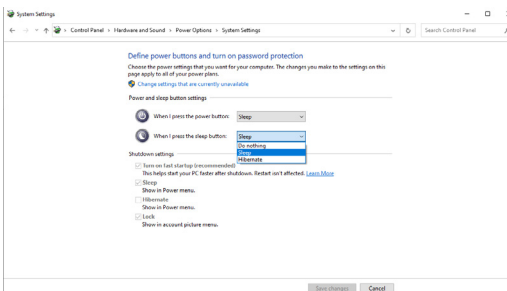 System Settings
Control Panel > Hardware and Sound > Power Options > System Settings
Search Control Panel
Define power buttons and turn on password protection
Choose the power settings that you want for your computer. The changes you make to the settings on this
page apply to all of your power plans.
Change settings that are currently unavailable
Power and sleep button settings
When I press the power button: Sleep
When I press the sleep button: Sleep
Do nothing
Sleep
Hibernate
Shutdown settings
Turn on fast startup (recommended)
This helps start your PC faster after shutdown. Restart isn't affected. Learn More
Sleep
Show in Power menu.
Hibernate
Show in Power menu.
Lock
Show in account picture menu.
Save changes Cancel